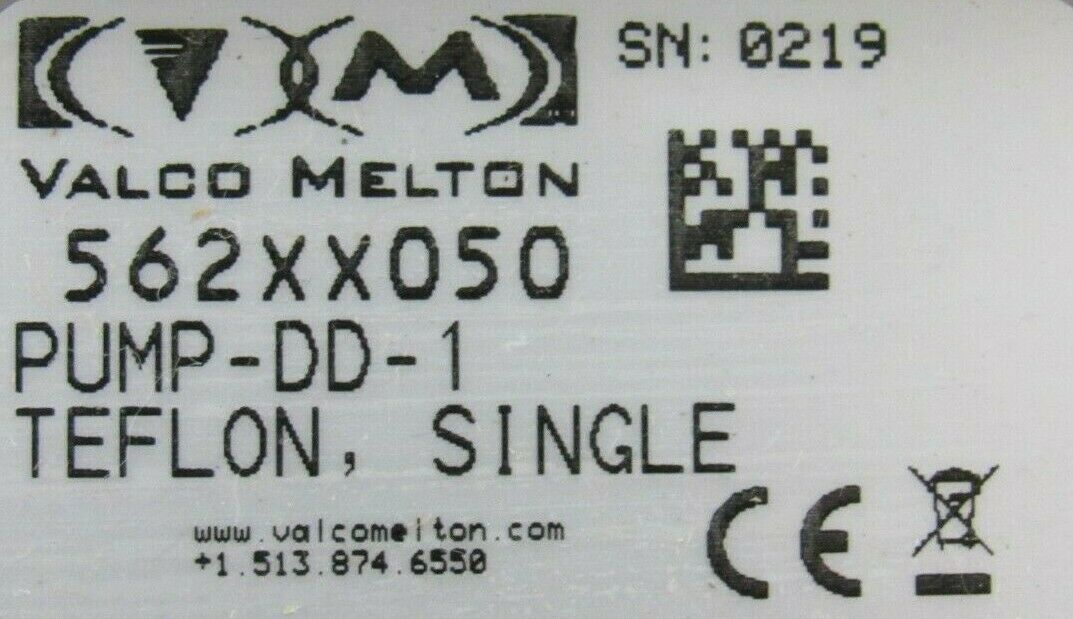 SN: 0219
VALCO MELTON
562XX050
PUMP-DD-1
TEFLON, SINGLE
www.valcomelton.com
+1.513.874.6550
CE